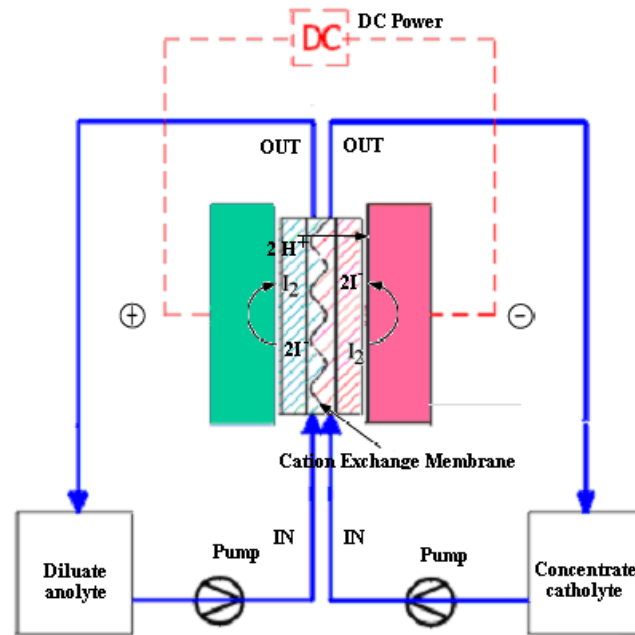 DC Power
DC
OUT
OUT
2 H+
I2
2I-
2I-
I2
+
-
Cation Exchange Membrane
IN
IN
Pump
Pump
Diluate
anolyte
Concentrate
catholyte